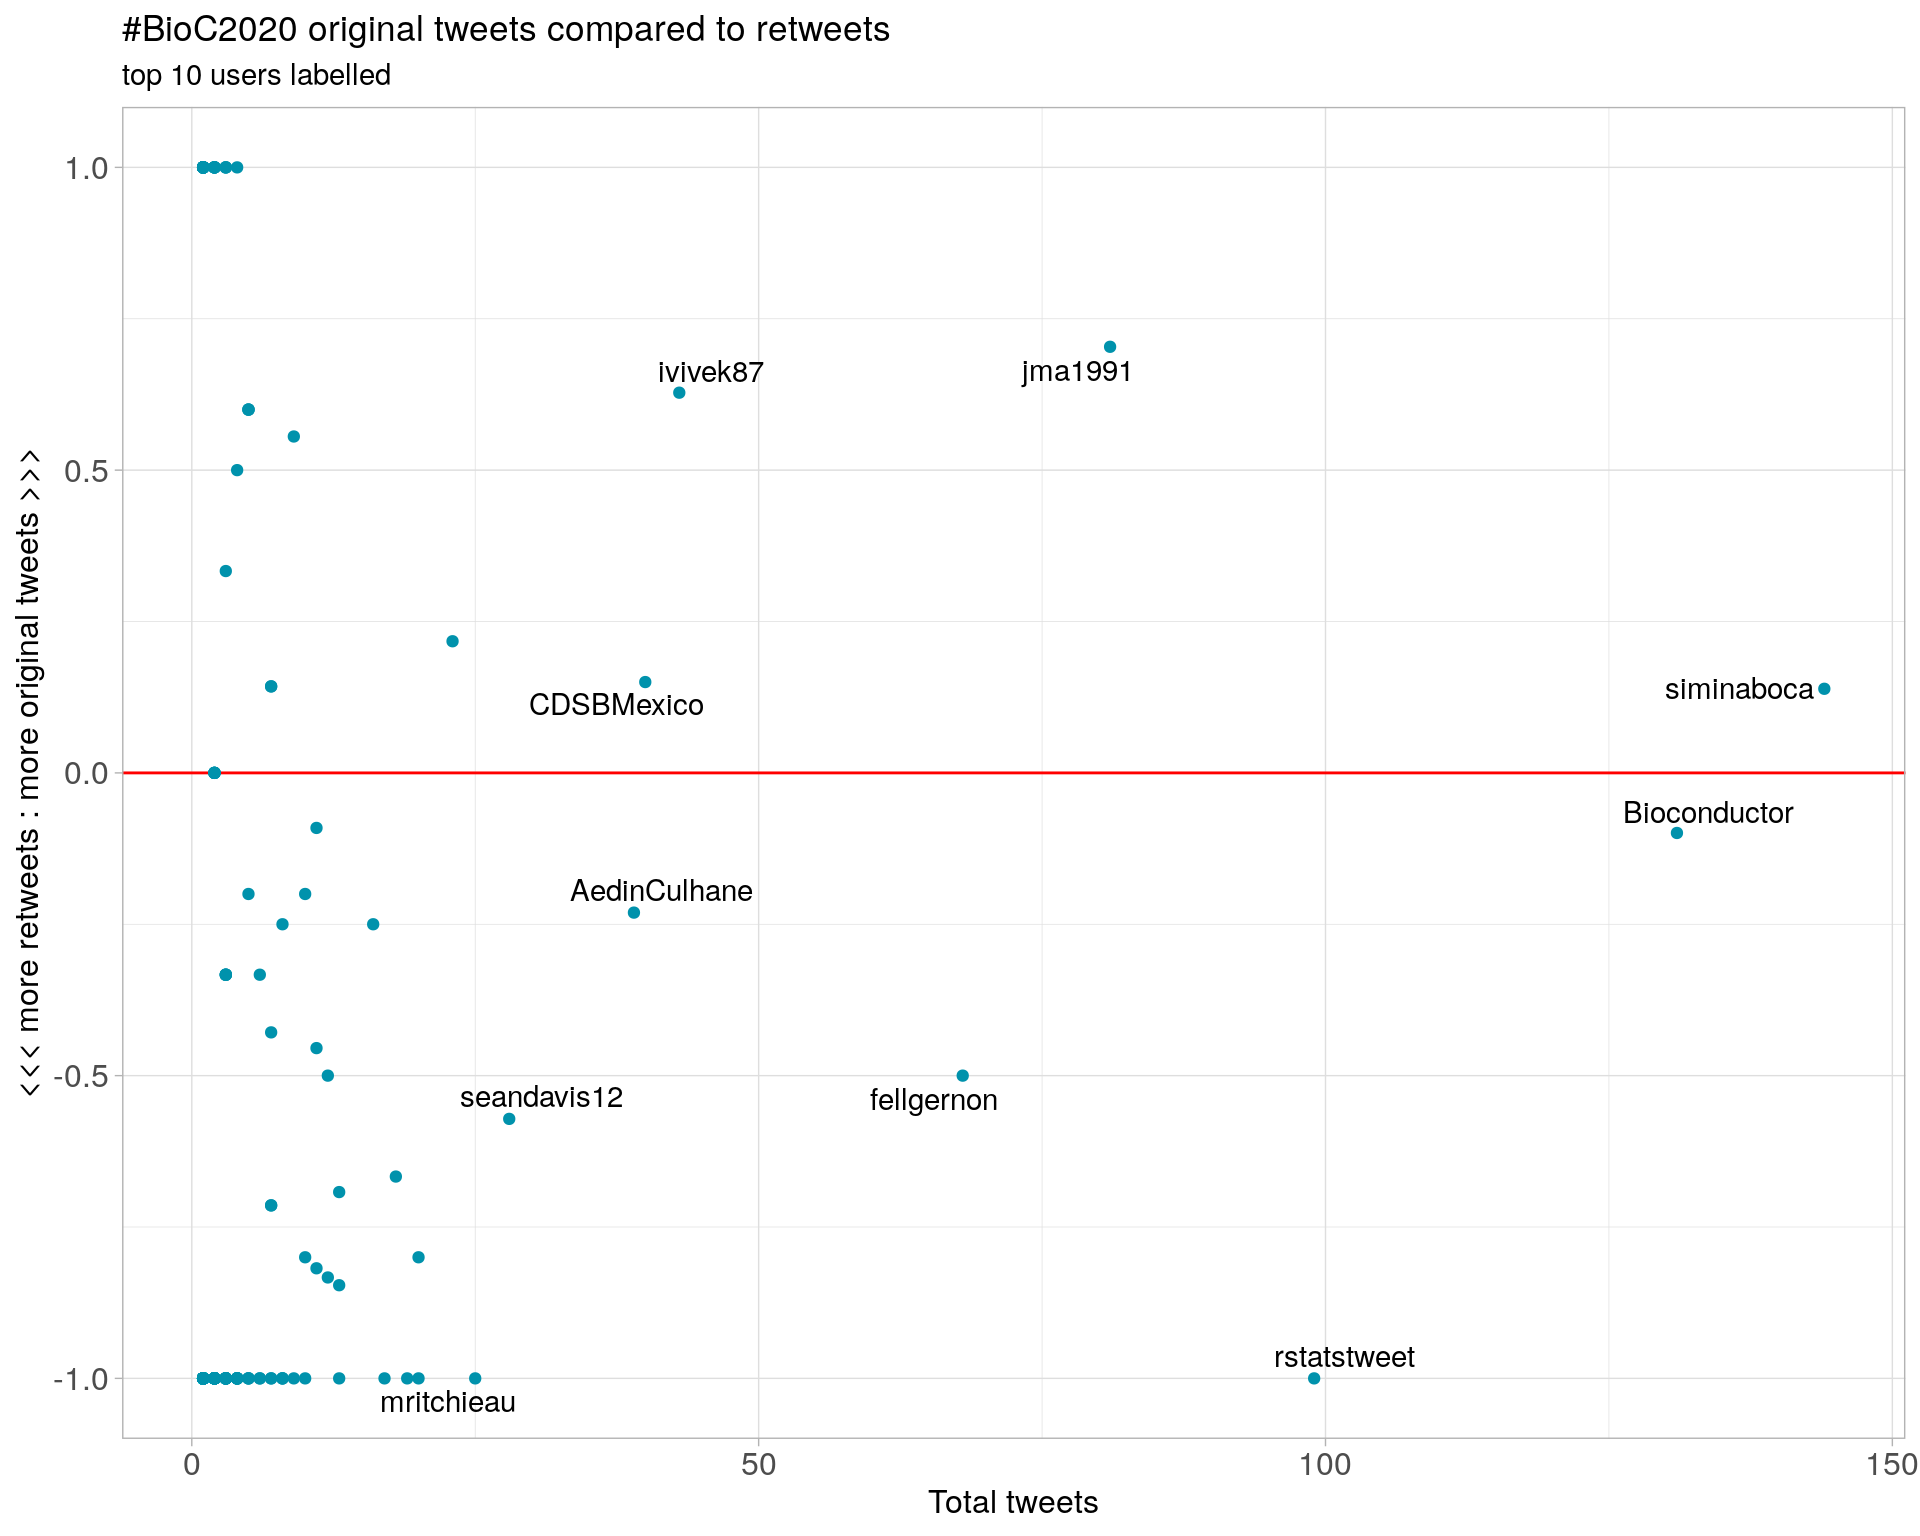 #BioC2020 original tweets compared to retweets
top 10 users labelled
<<< more retweets : more original tweets >>>
1.0
0.5
0.0
-0.5
-1.0
ivivek87
jma1991
CDSBMexico
siminaboca
Bioconductor
AedinCulhane
seandavis12
fellgernon
rstatstweet
mritchieau
0
50
100
150
Total tweets